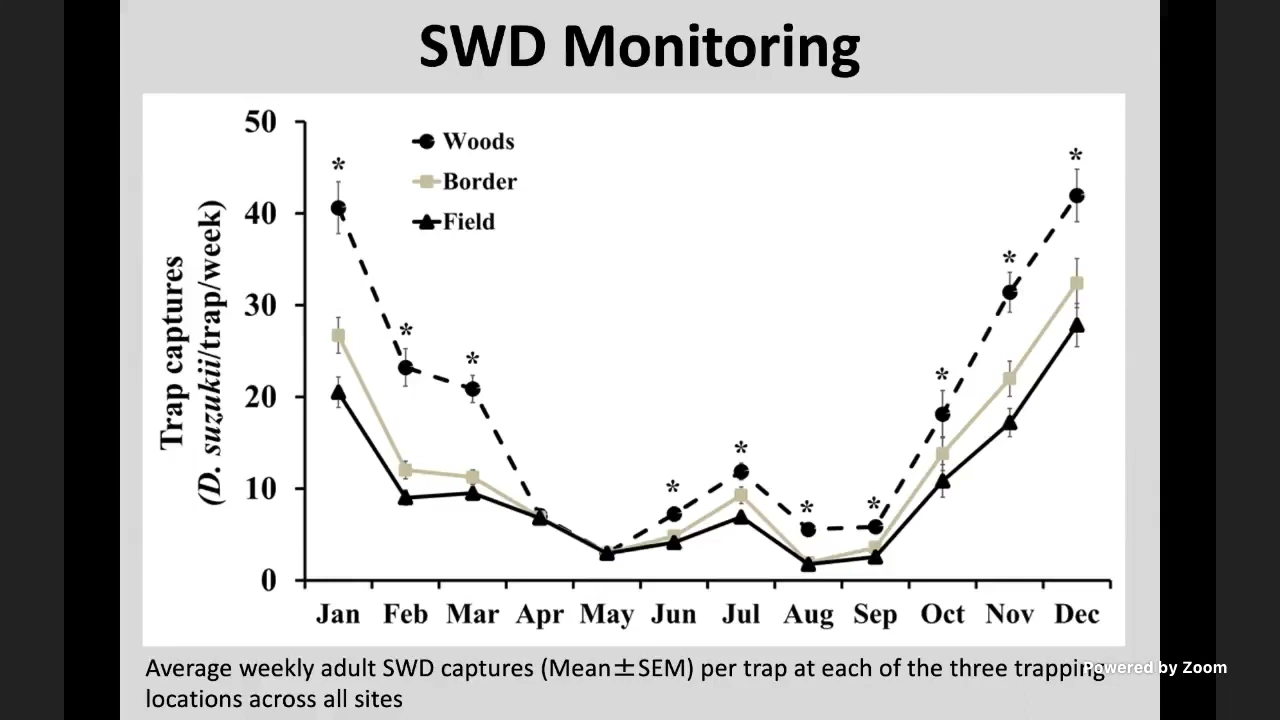 SWD Monitoring
50
40
30
20
10
0
Trap captures
(D. suzukii/trap/week)
Woods
Border
Field
*
*
*
*
*
*
*
*
*
*
Jan Feb Mar Apr May Jun Jul Aug Sep Oct Nov Dec
Average weekly adult SWD captures (Mean±SEM) per trap at each of the three trapping
locations across all sites
Powered by Zoom